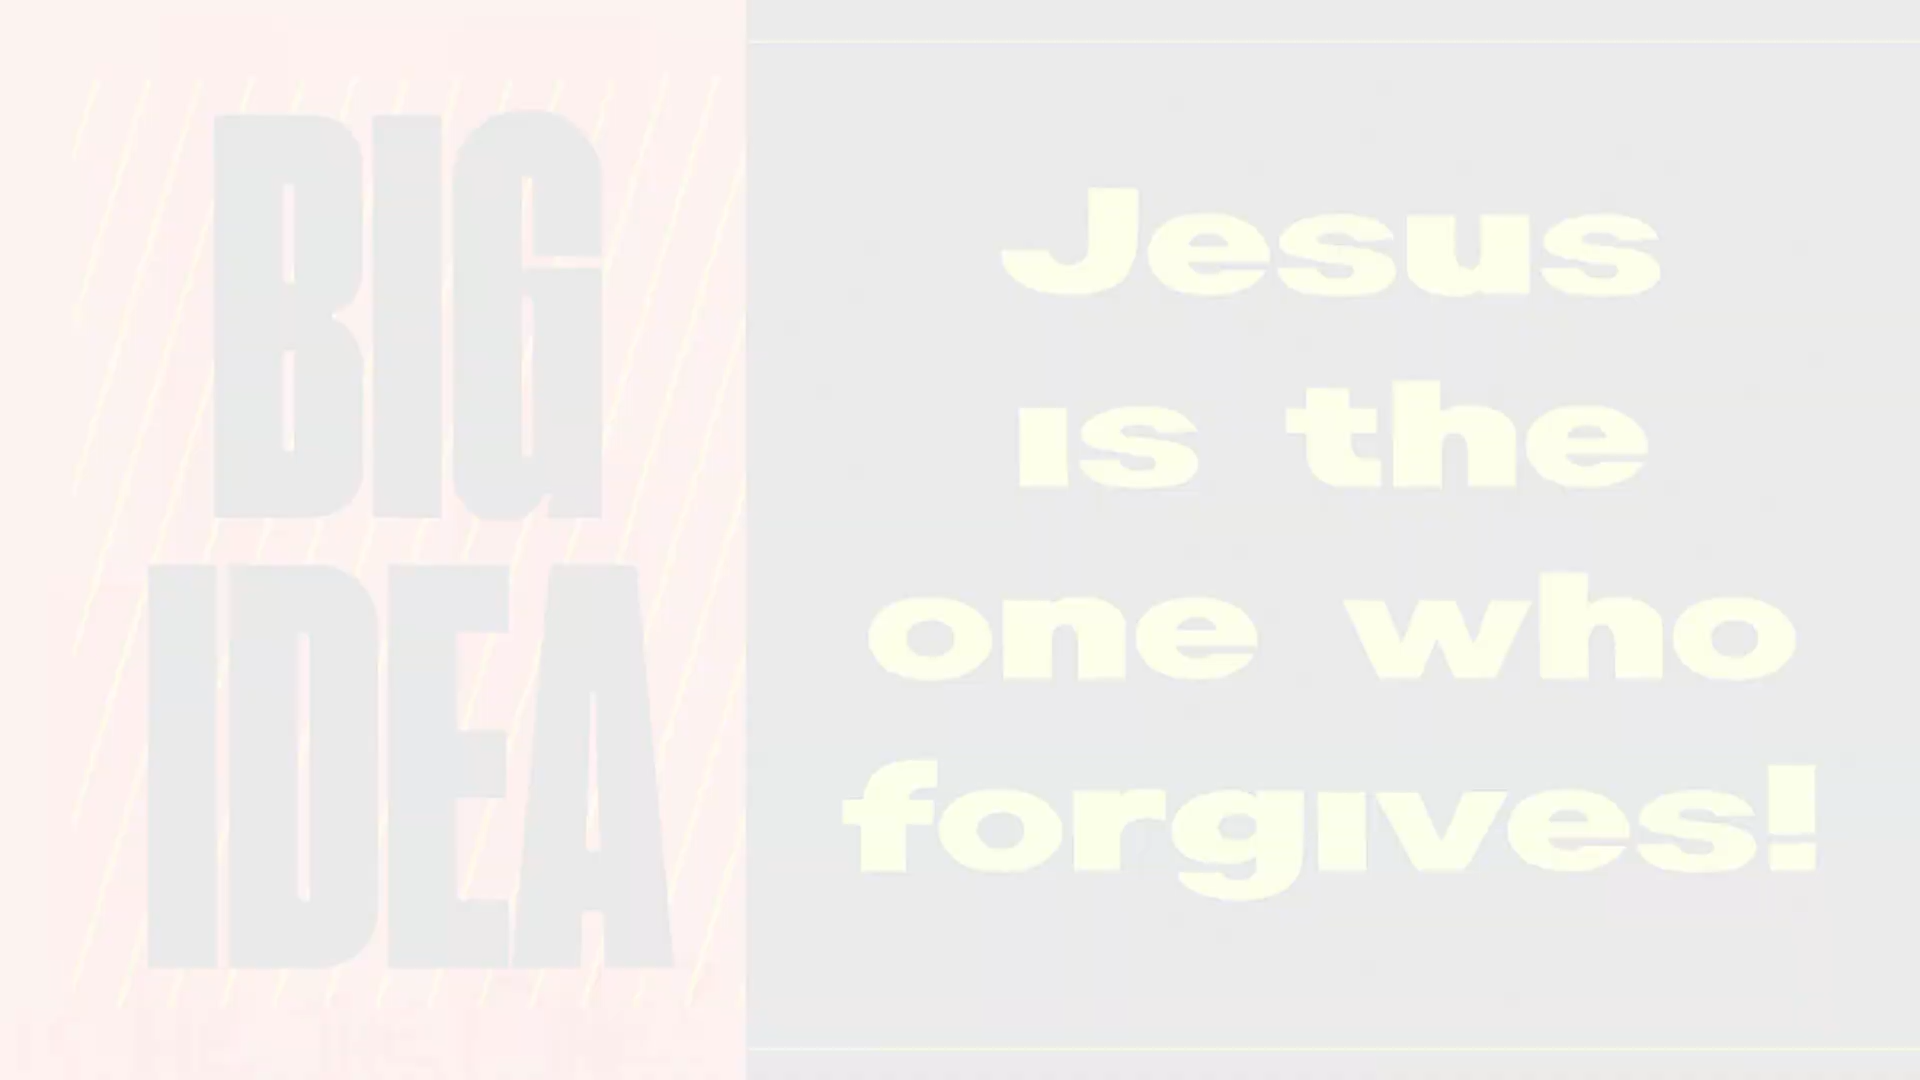 BIG
IDEA
Jesus
is the
one who
forgives!